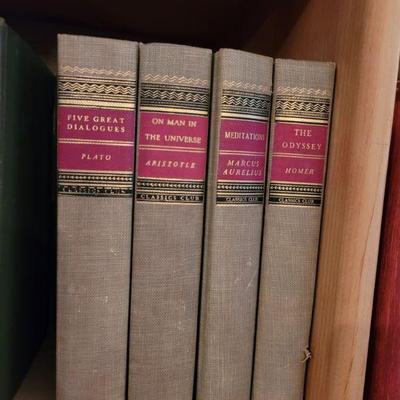 FIVE GREAT
DIALOGUES
PLATO
CLASSICS CLUB
ON MAN IN
THE UNIVERSE
ARISTOTLE
CLASSICS CLUB
MEDITATIONS
MARCUS
AURELIUS
CLASSICS CLUB
THE
ODYSSEY
HOMER
CLASSICS CLUB